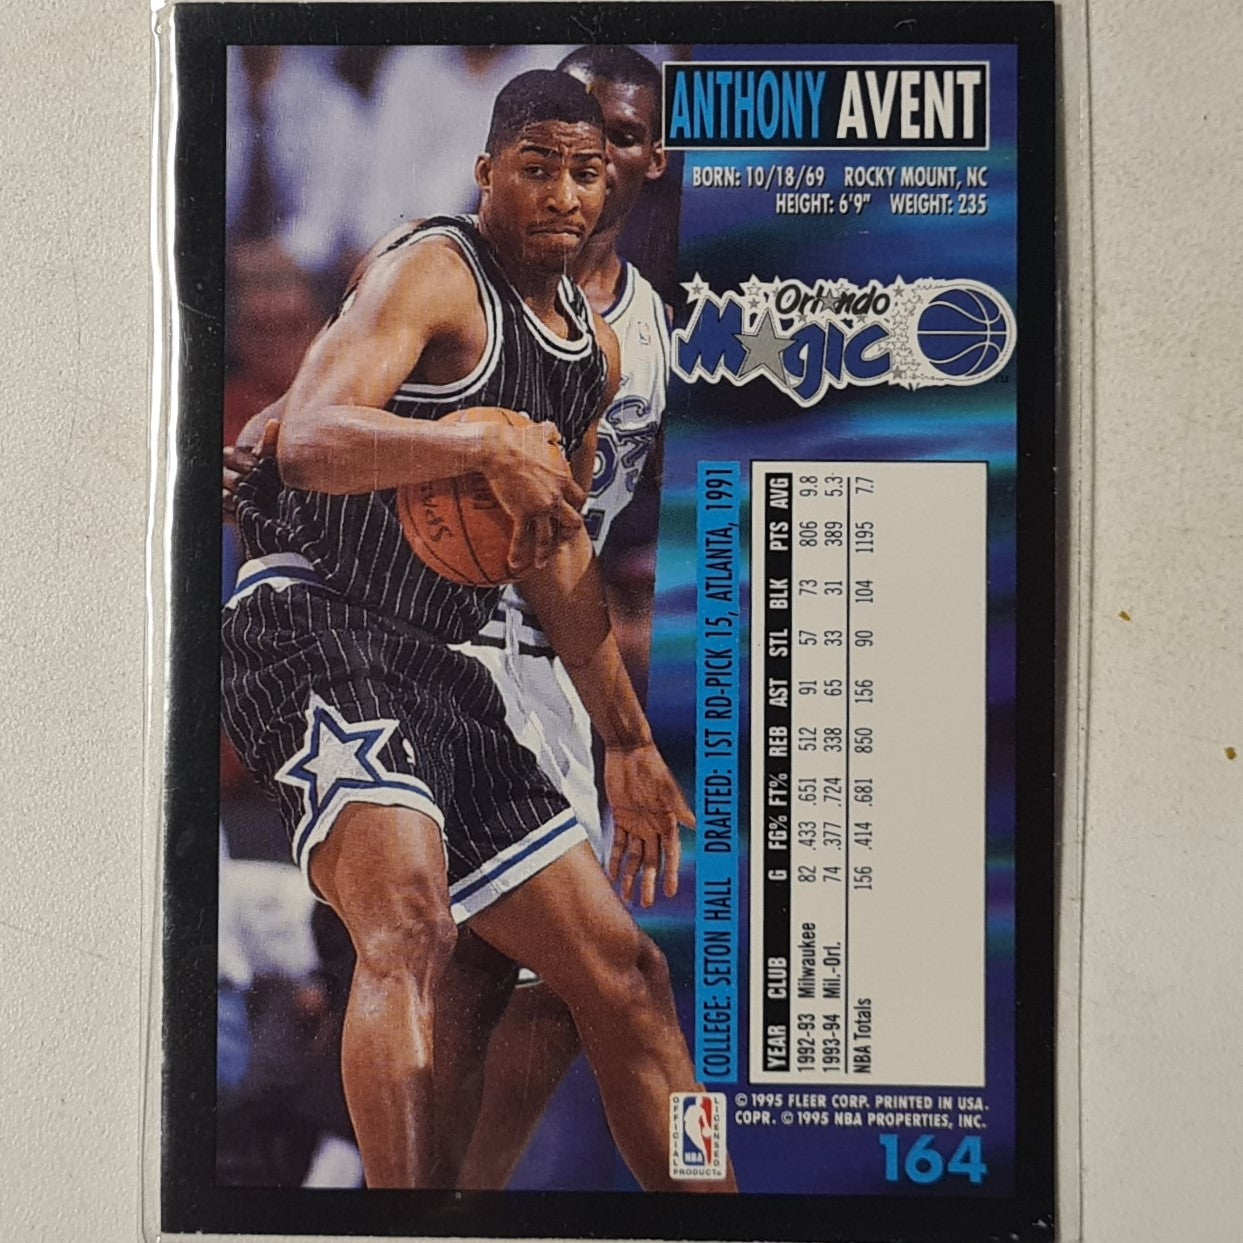 ANTHONY AVENT
BORN: 10/18/69 ROCKY MOUNT, NC
HEIGHT: 6'9" WEIGHT: 235
Orlando
Magic
COLLEGE: SETON HALL DRAFTED: 1ST RD-PICK 15, ATLANTA, 1991
YEAR CLUB G FG% FT% REB AST STL BLK PTS AVG
1992-93 Milwaukee 82 .433 .651 512 91 57 73 806 9.8
1993-94 Mil.-Orl. 74 .377 .724 338 65 33 31 389 5.3
NBA Totals 156 .414 .681 850 156 90 104 1195 7.7
OFFICIAL LICENSED
NBA
PRODUCT
© 1995 FLEER CORP. PRINTED IN USA.
COPR. © 1995 NBA PROPERTIES, INC.
164